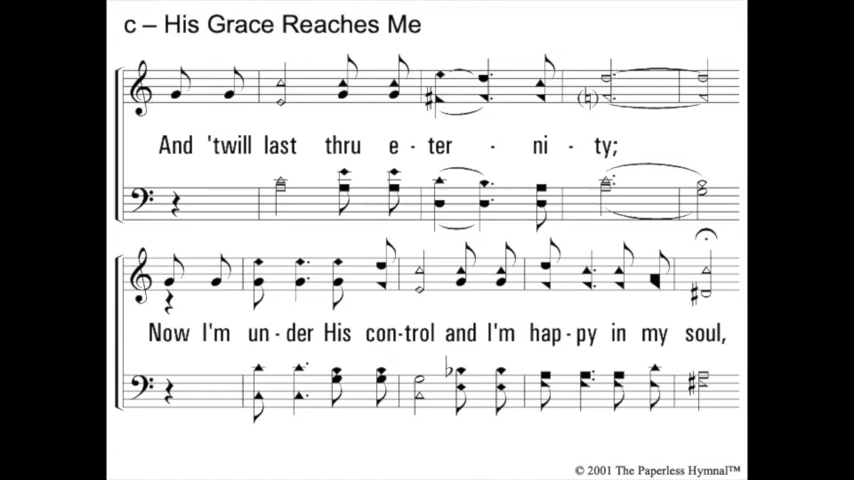 c – His Grace Reaches Me
And 'twill last thru e - ter - ni - ty;
Now I'm un - der His con-trol and I'm hap-py in my soul,
© 2001 The Paperless Hymnal™